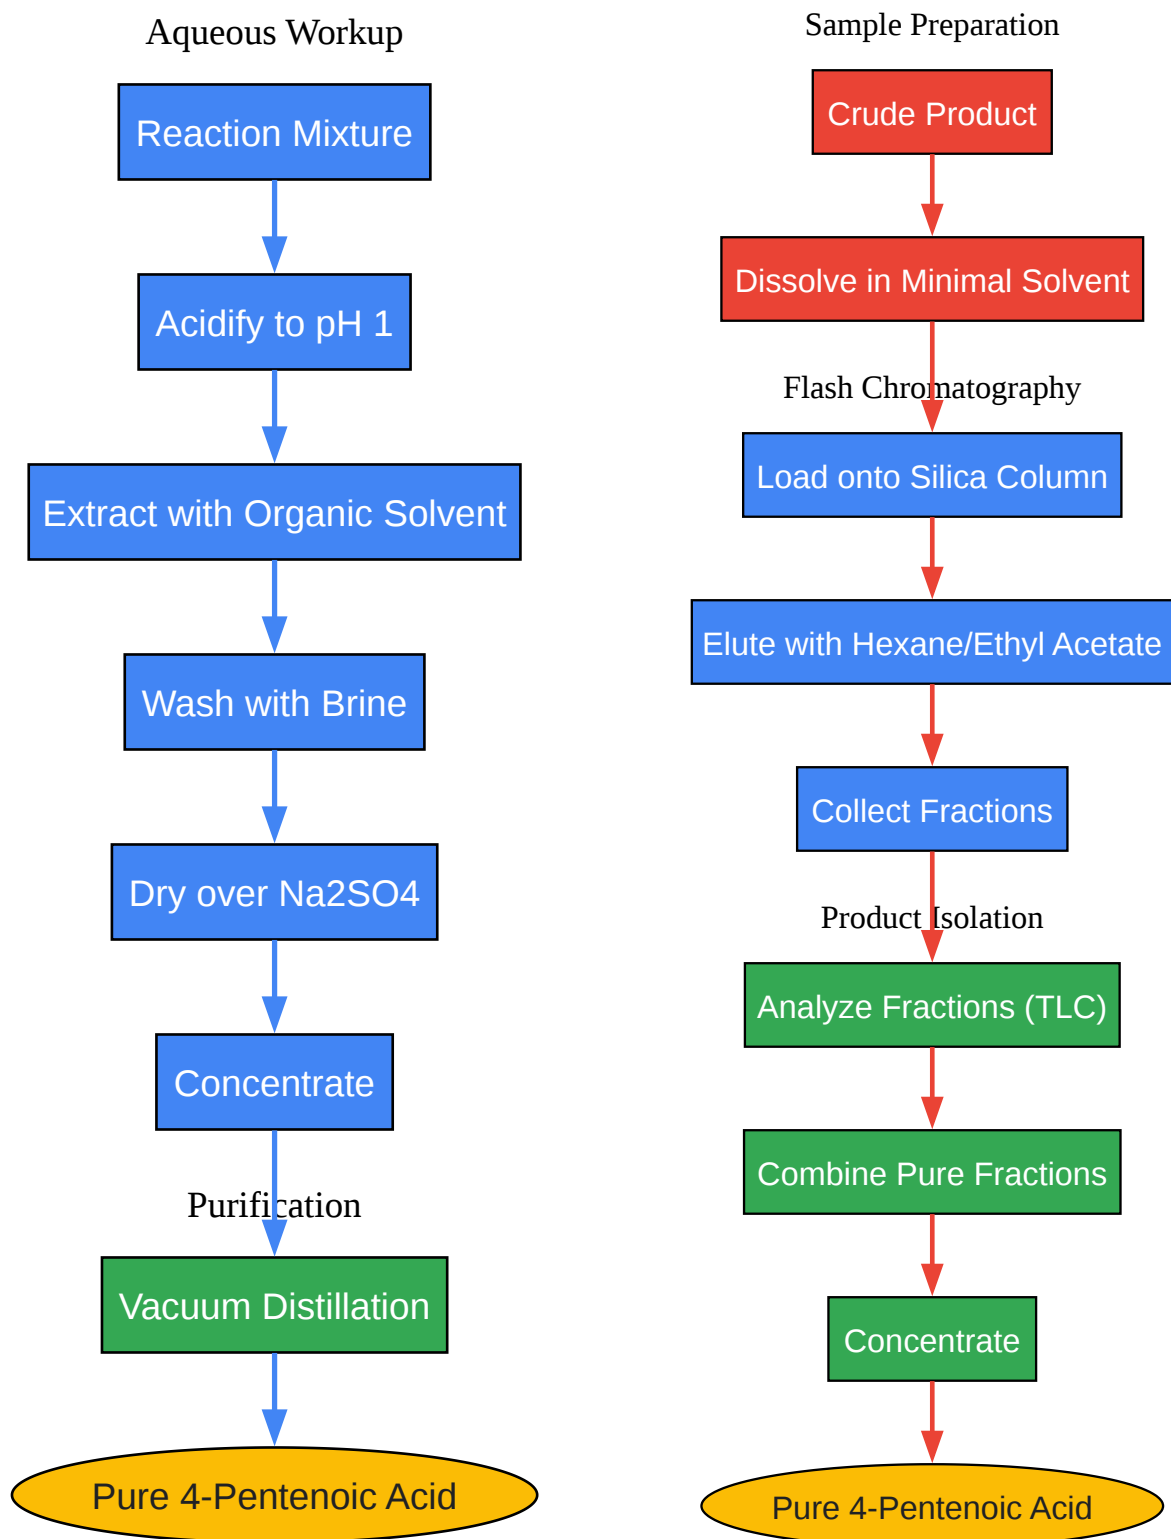 Aqueous Workup
Reaction Mixture
Acidify to pH 1
Extract with Organic Solvent
Wash with Brine
Dry over Na2SO4
Concentrate
Purification
Vacuum Distillation
Pure 4-Pentenoic Acid
Sample Preparation
Crude Product
Dissolve in Minimal Solvent
Flash Chromatography
Load onto Silica Column
Elute with Hexane/Ethyl Acetate
Collect Fractions
Product Isolation
Analyze Fractions (TLC)
Combine Pure Fractions
Concentrate
Pure 4-Pentenoic Acid